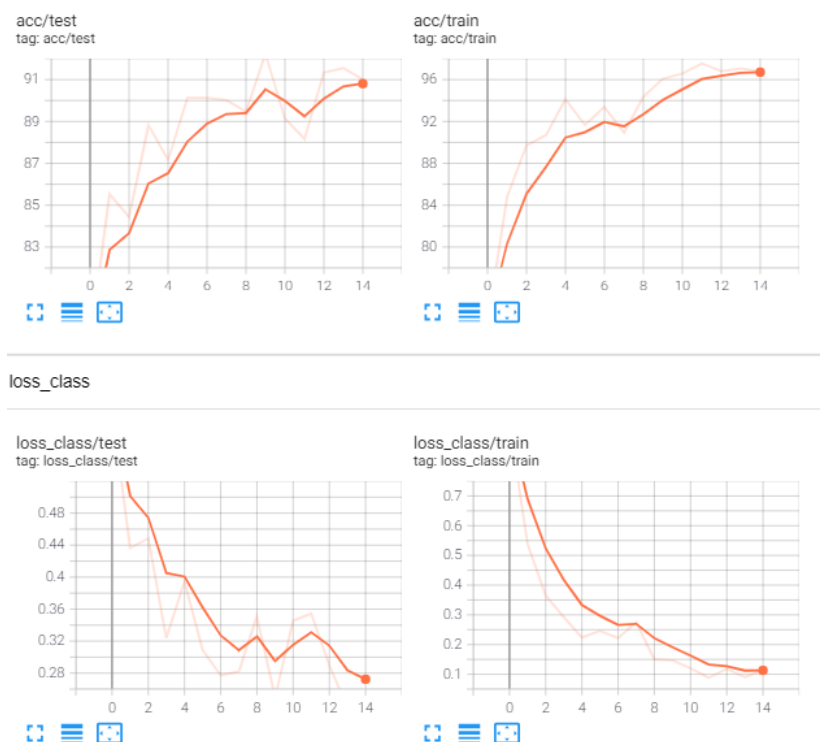 acc/test
tag: acc/test
91
89
87
85
83
0 2 4 6 8 10 12 14
acc/train
tag: acc/train
96
92
88
84
80
0 2 4 6 8 10 12 14
loss_class
loss_class/test
tag: loss_class/test
0.48
0.44
0.4
0.36
0.32
0.28
0 2 4 6 8 10 12 14
loss_class/train
tag: loss_class/train
0.7
0.6
0.5
0.4
0.3
0.2
0.1
0 2 4 6 8 10 12 14